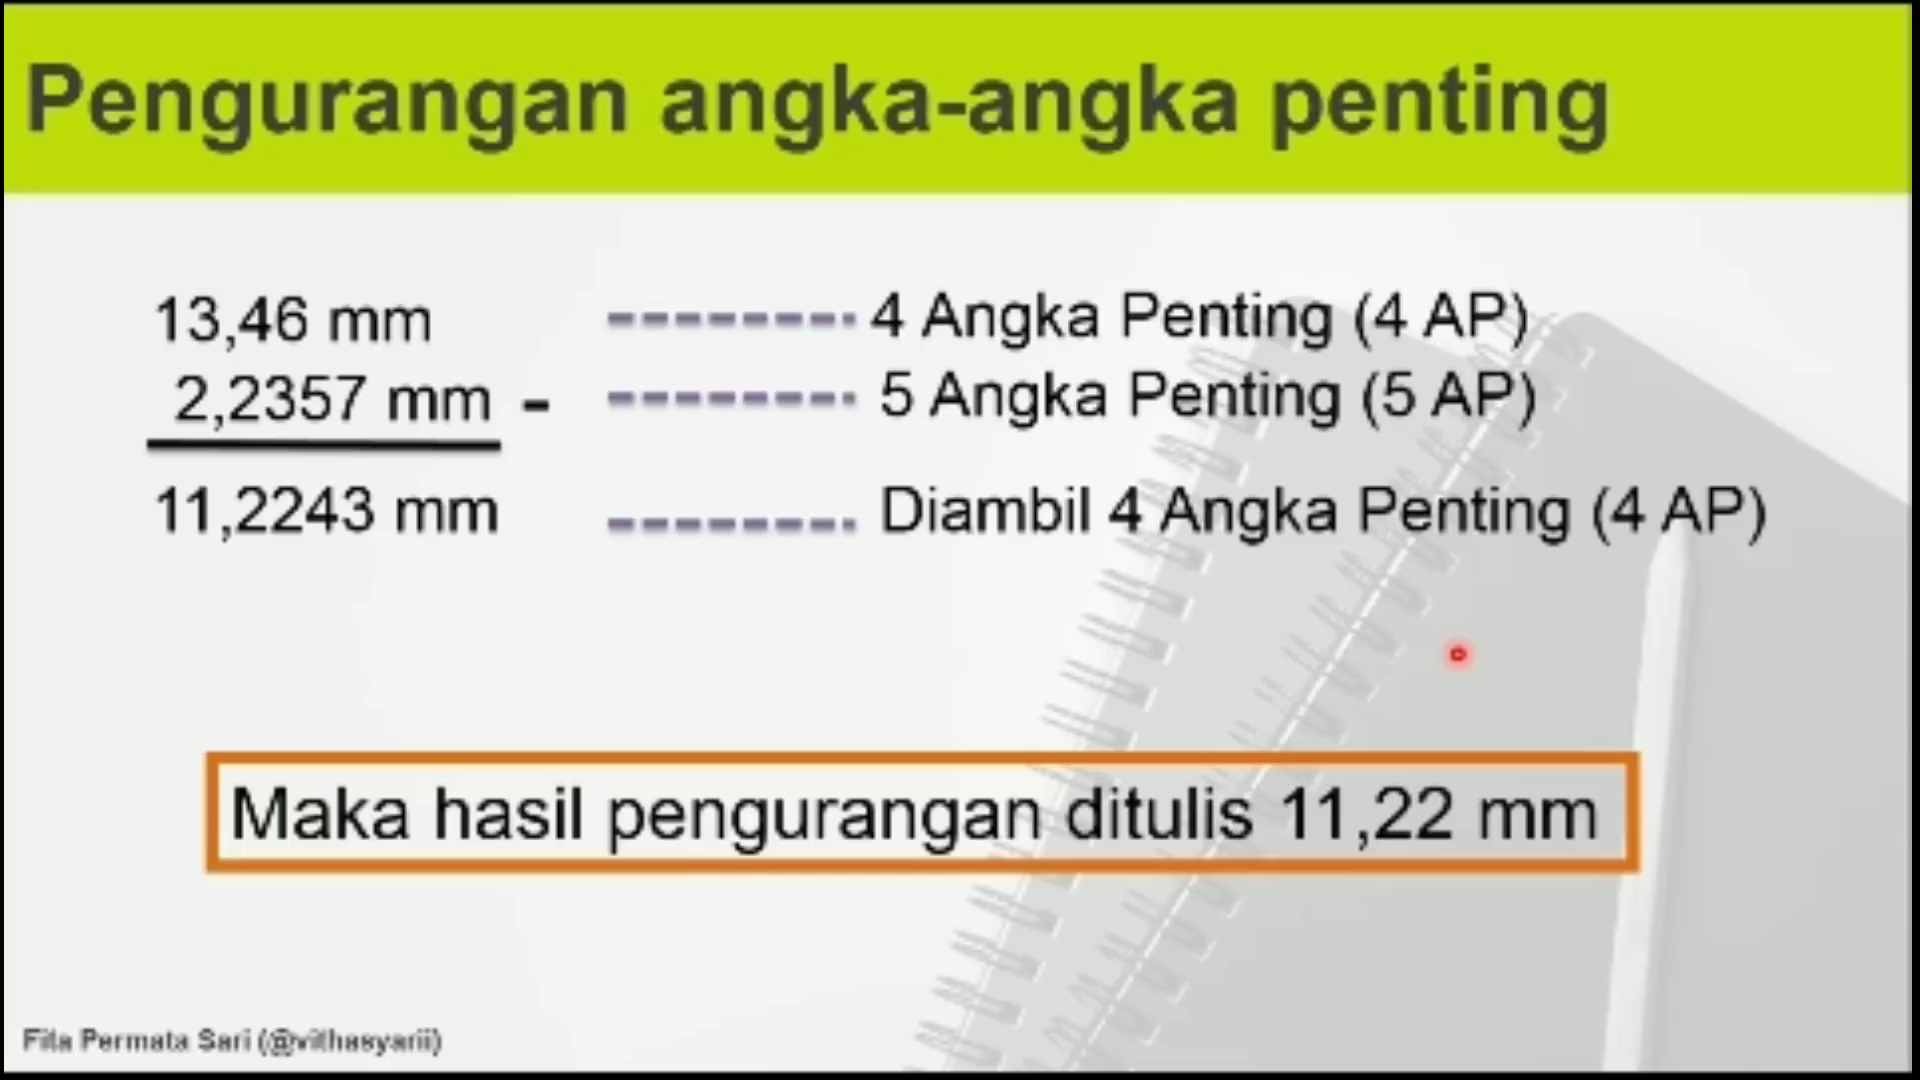 Pengurangan angka-angka penting
13,46 mm -------- 4 Angka Penting (4 AP)
2,2357 mm - -------- 5 Angka Penting (5 AP)
11,2243 mm -------- Diambil 4 Angka Penting (4 AP)
Maka hasil pengurangan ditulis 11,22 mm
Fita Permata Sari (@vithasyarii)